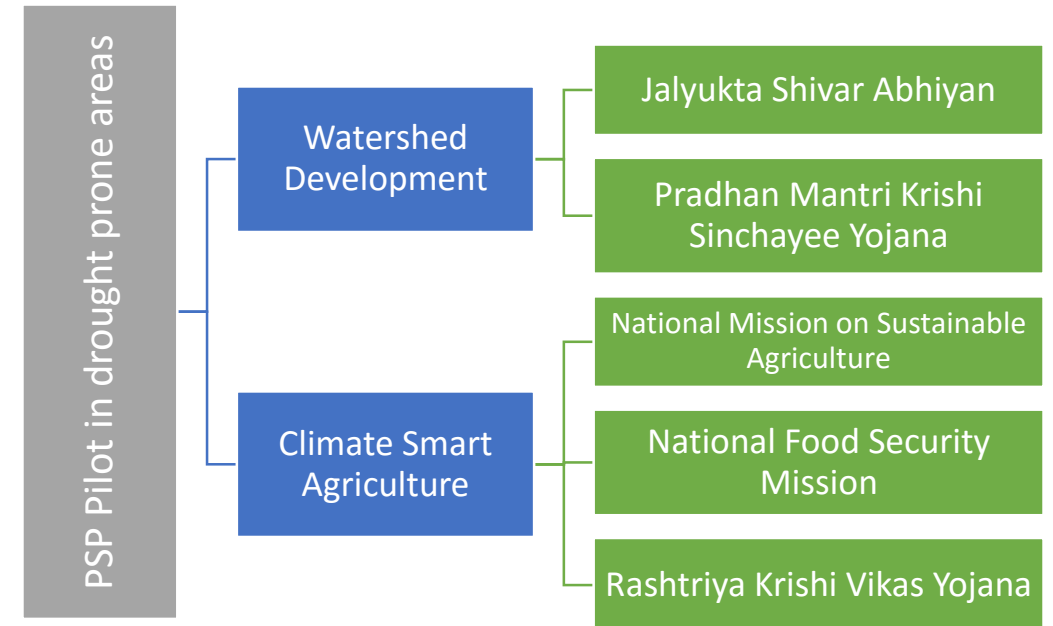 PSP Pilot in drought prone areas
Watershed
Development
Jalyukta Shivar Abhiyan
Pradhan Mantri Krishi
Sinchayee Yojana
Climate Smart
Agriculture
National Mission on Sustainable
Agriculture
National Food Security
Mission
Rashtriya Krishi Vikas Yojana